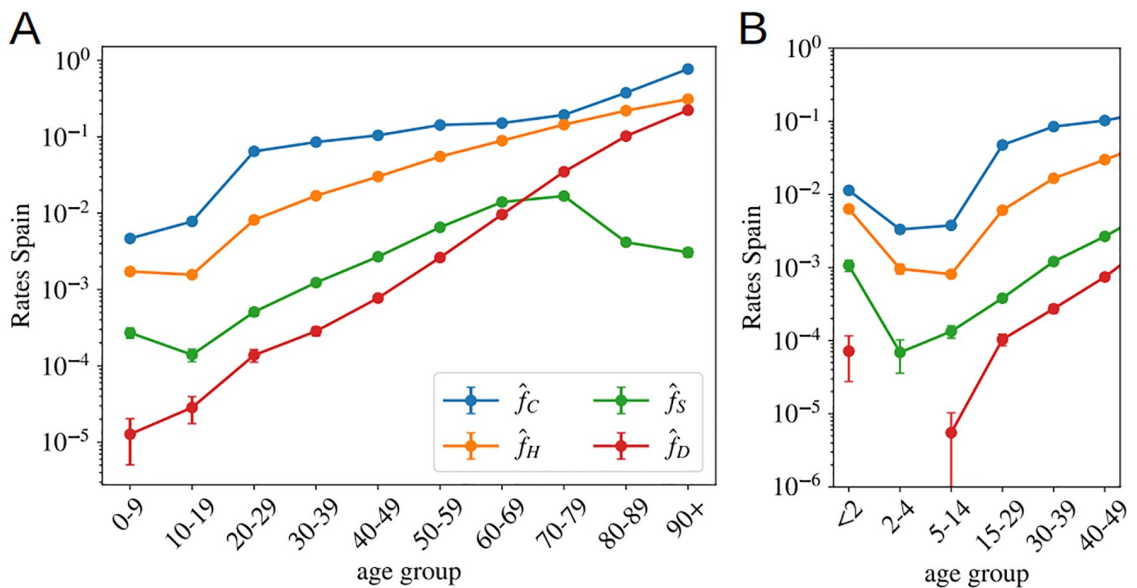 A
Rates Spain
10^0
10^-1
10^-2
10^-3
10^-4
10^-5
0-9
10-19
20-29
30-39
40-49
50-59
60-69
70-79
80-89
90+
age group
f̂_C
f̂_S
f̂_H
f̂_D
B
Rates Spain
10^0
10^-1
10^-2
10^-3
10^-4
10^-5
10^-6
<2
2-4
5-14
15-29
30-39
40-49
age group